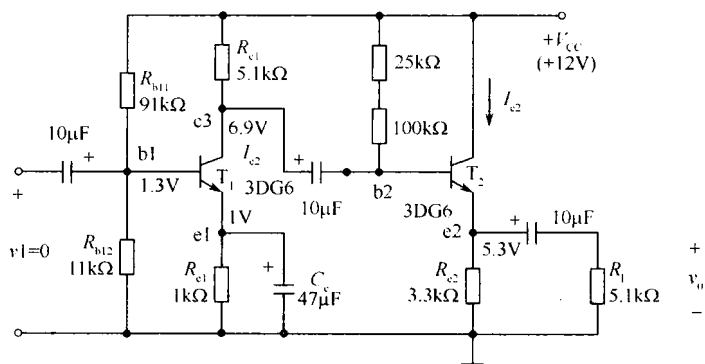 +V_CC
(+12V)
R_c1
5.1kΩ
25kΩ
I_c2
R_b11
91kΩ
c3
6.9V
100kΩ
10μF
+
b1
I_c2
+
T_1
T_2
1.3V
3DG6
10μF
b2
+
1V
3DG6
10μF
v1=0
e1
e2
+
5.3V
+
R_b12
11kΩ
R_e1
1kΩ
+
C_e
47μF
R_e2
3.3kΩ
R_l
5.1kΩ
v_o
−